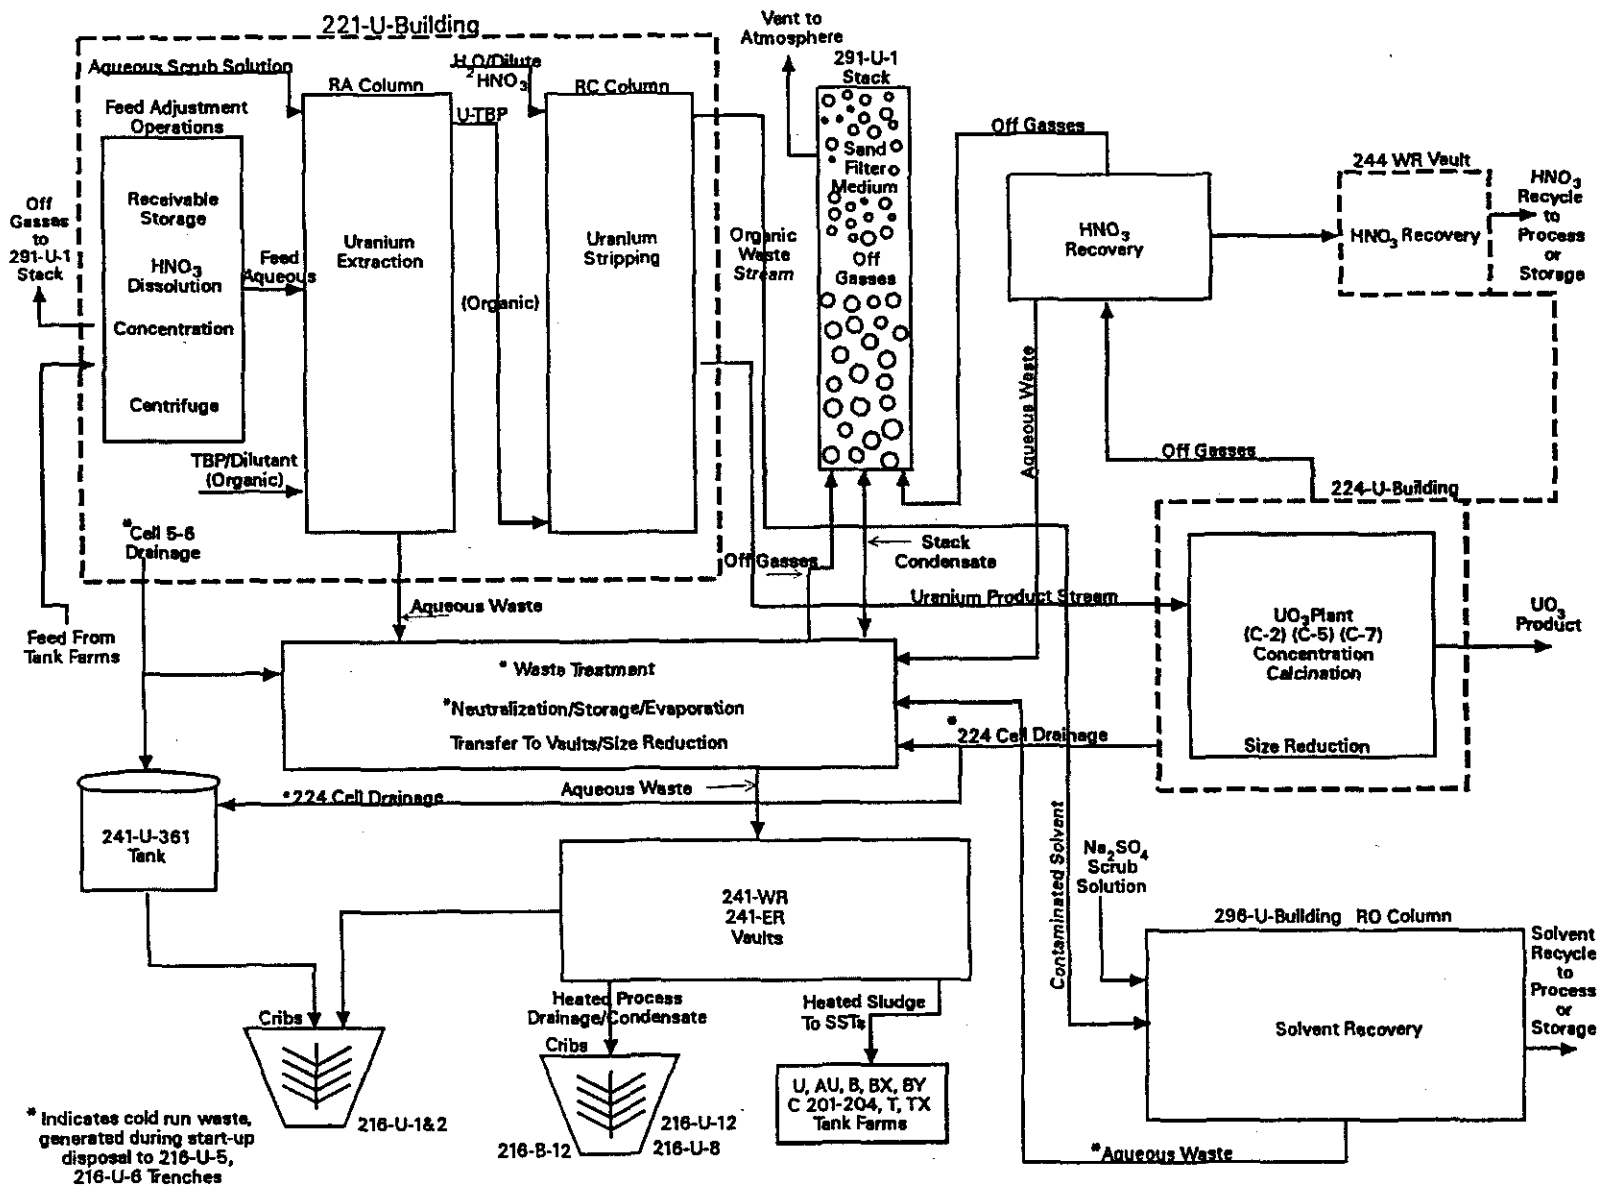 221-U-Building
Aqueous Scrub Solution
Feed Adjustment
Operations
Receivable
Storage
HNO3
Dissolution
Concentration
Centrifuge
Off
Gasses
to
291-U-1
Stack
Feed
Aqueous
TBP/Dilutant
(Organic)
*Cell 5-6
Drainage
Feed From
Tank Farms
RA Column
Uranium
Extraction
U-TBP
(Organic)
H2O/Dilute
HNO3
RC Column
Uranium
Stripping
Vent to
Atmosphere
291-U-1
Stack
Sand
Filter
Medium
Off
Gasses
Organic
Waste
Stream
Off Gasses
HNO3
Recovery
244 WR Vault
HNO3 Recovery
HNO3
Recycle
to
Process
or
Storage
Aqueous Waste
Off Gasses
224-U-Building
UO3Plant
(C-2) (C-5) (C-7)
Concentration
Calcination
Size Reduction
UO3
Product
Off Gasses
Stack
Condensate
Uranium Product Stream
Aqueous Waste
* Waste Treatment
*Neutralization/Storage/Evaporation
Transfer To Vaults/Size Reduction
*224 Cell Drainage
*224 Cell Drainage
Aqueous Waste
241-U-361
Tank
241-WR
241-ER
Vaults
Contaminated Solvent
Na2SO4
Scrub
Solution
296-U-Building RO Column
Solvent Recovery
Solvent
Recycle
to
Process
or
Storage
*Aqueous Waste
Heated Process
Drainage/Condensate
Heated Sludge
To SSTs
Cribs
216-U-1&2
Cribs
216-B-12
216-U-12
216-U-8
U, AU, B, BX, BY
C 201-204, T, TX
Tank Farms
* Indicates cold run waste,
generated during start-up
disposal to 216-U-5,
216-U-6 Trenches